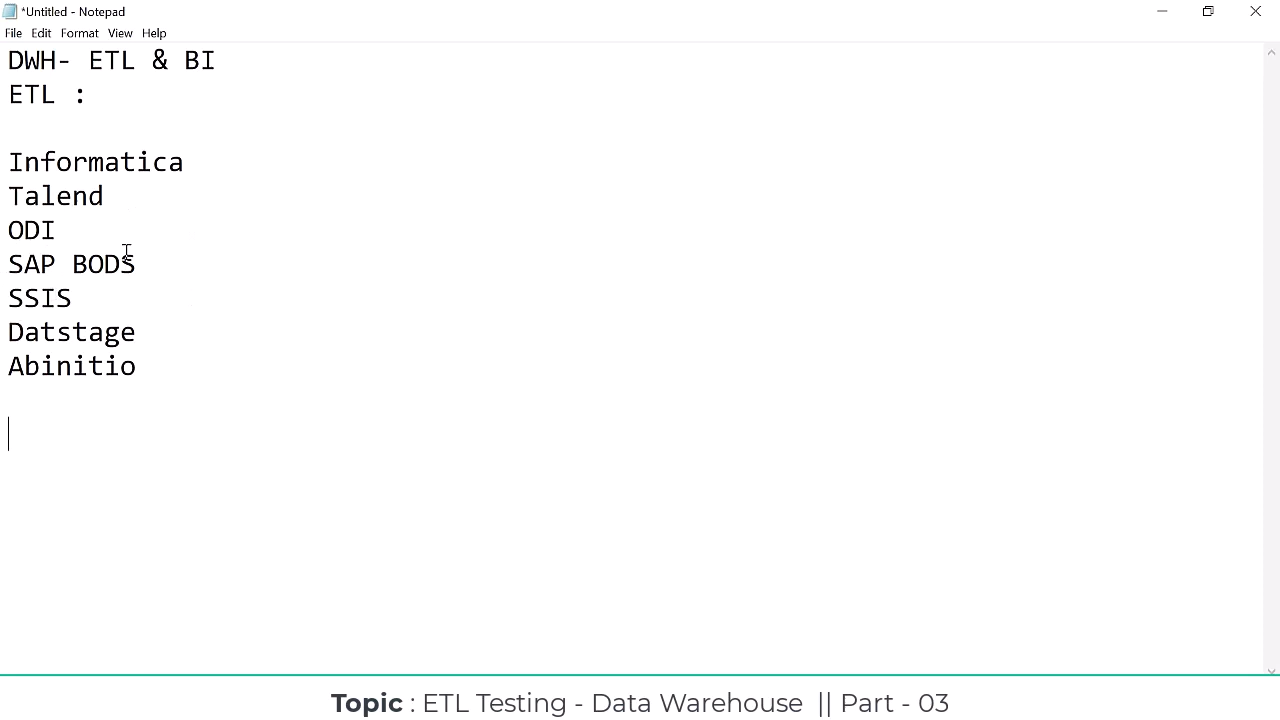 *Untitled - Notepad
File Edit Format View Help
DWH- ETL & BI
ETL :
Informatica
Talend
ODI
SAP BODS
SSIS
Datstage
Abinitio
Topic : ETL Testing - Data Warehouse || Part - 03